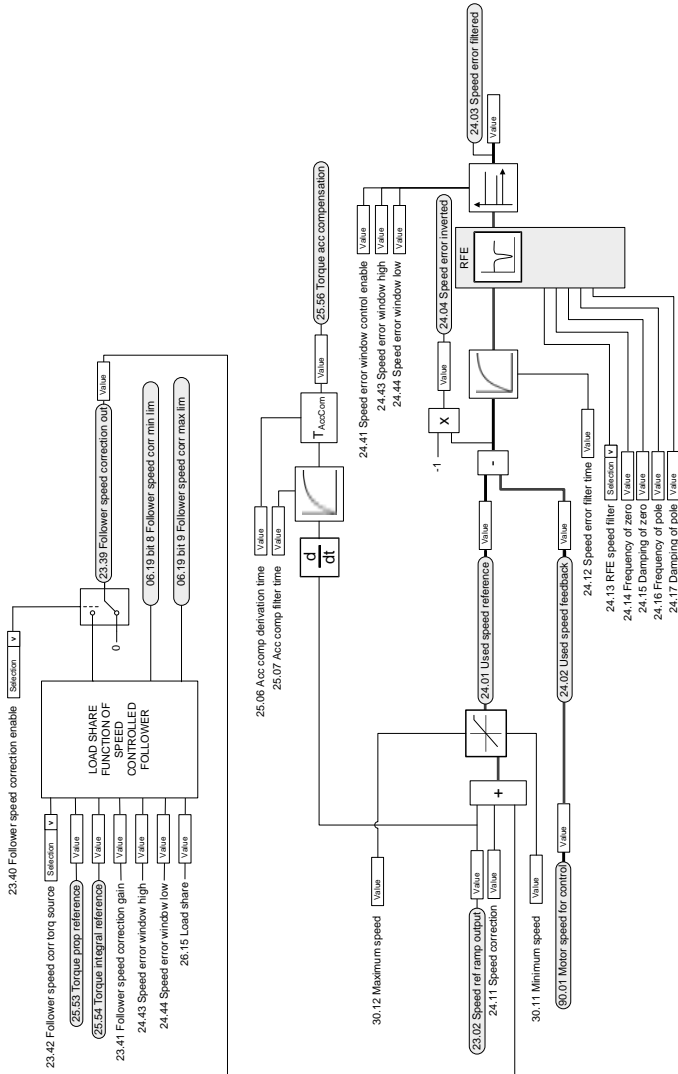 23.40 Follower speed correction enable
Selection v
23.42 Follower speed corr torq source
Selection v
25.53 Torque prop reference
Value
25.54 Torque integral reference
Value
23.41 Follower speed correction gain
Value
24.43 Speed error window high
Value
24.44 Speed error window low
Value
26.15 Load share
Value
LOAD SHARE
FUNCTION OF
SPEED
CONTROLLED
FOLLOWER
0
23.39 Follower speed correction out
Value
06.19 bit 8 Follower speed corr min lim
06.19 bit 9 Follower speed corr max lim
25.06 Acc comp derivation time
Value
25.07 Acc comp filter time
Value
d
dt
TAccCom
Value
25.56 Torque acc compensation
30.12 Maximum speed
Value
23.02 Speed ref ramp output
Value
24.11 Speed correction
Value
+
30.11 Minimum speed
Value
24.01 Used speed reference
Value
90.01 Motor speed for control
Value
24.02 Used speed feedback
Value
-
-1
X
Value
24.04 Speed error inverted
24.41 Speed error window control enable
Value
24.43 Speed error window high
Value
24.44 Speed error window low
Value
RFE
24.03 Speed error filtered
Value
24.12 Speed error filter time
Value
24.13 RFE speed filter
Selection v
24.14 Frequency of zero
Value
24.15 Damping of zero
Value
24.16 Frequency of pole
Value
24.17 Damping of pole
Value